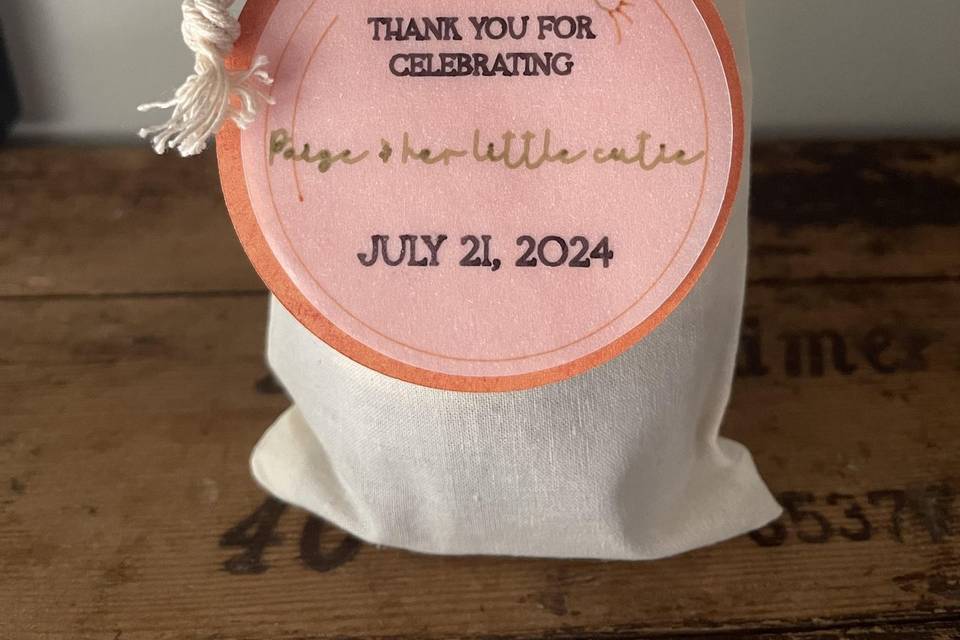 THANK YOU FOR
CELEBRATING
Paige & her little cutie
JULY 21, 2024